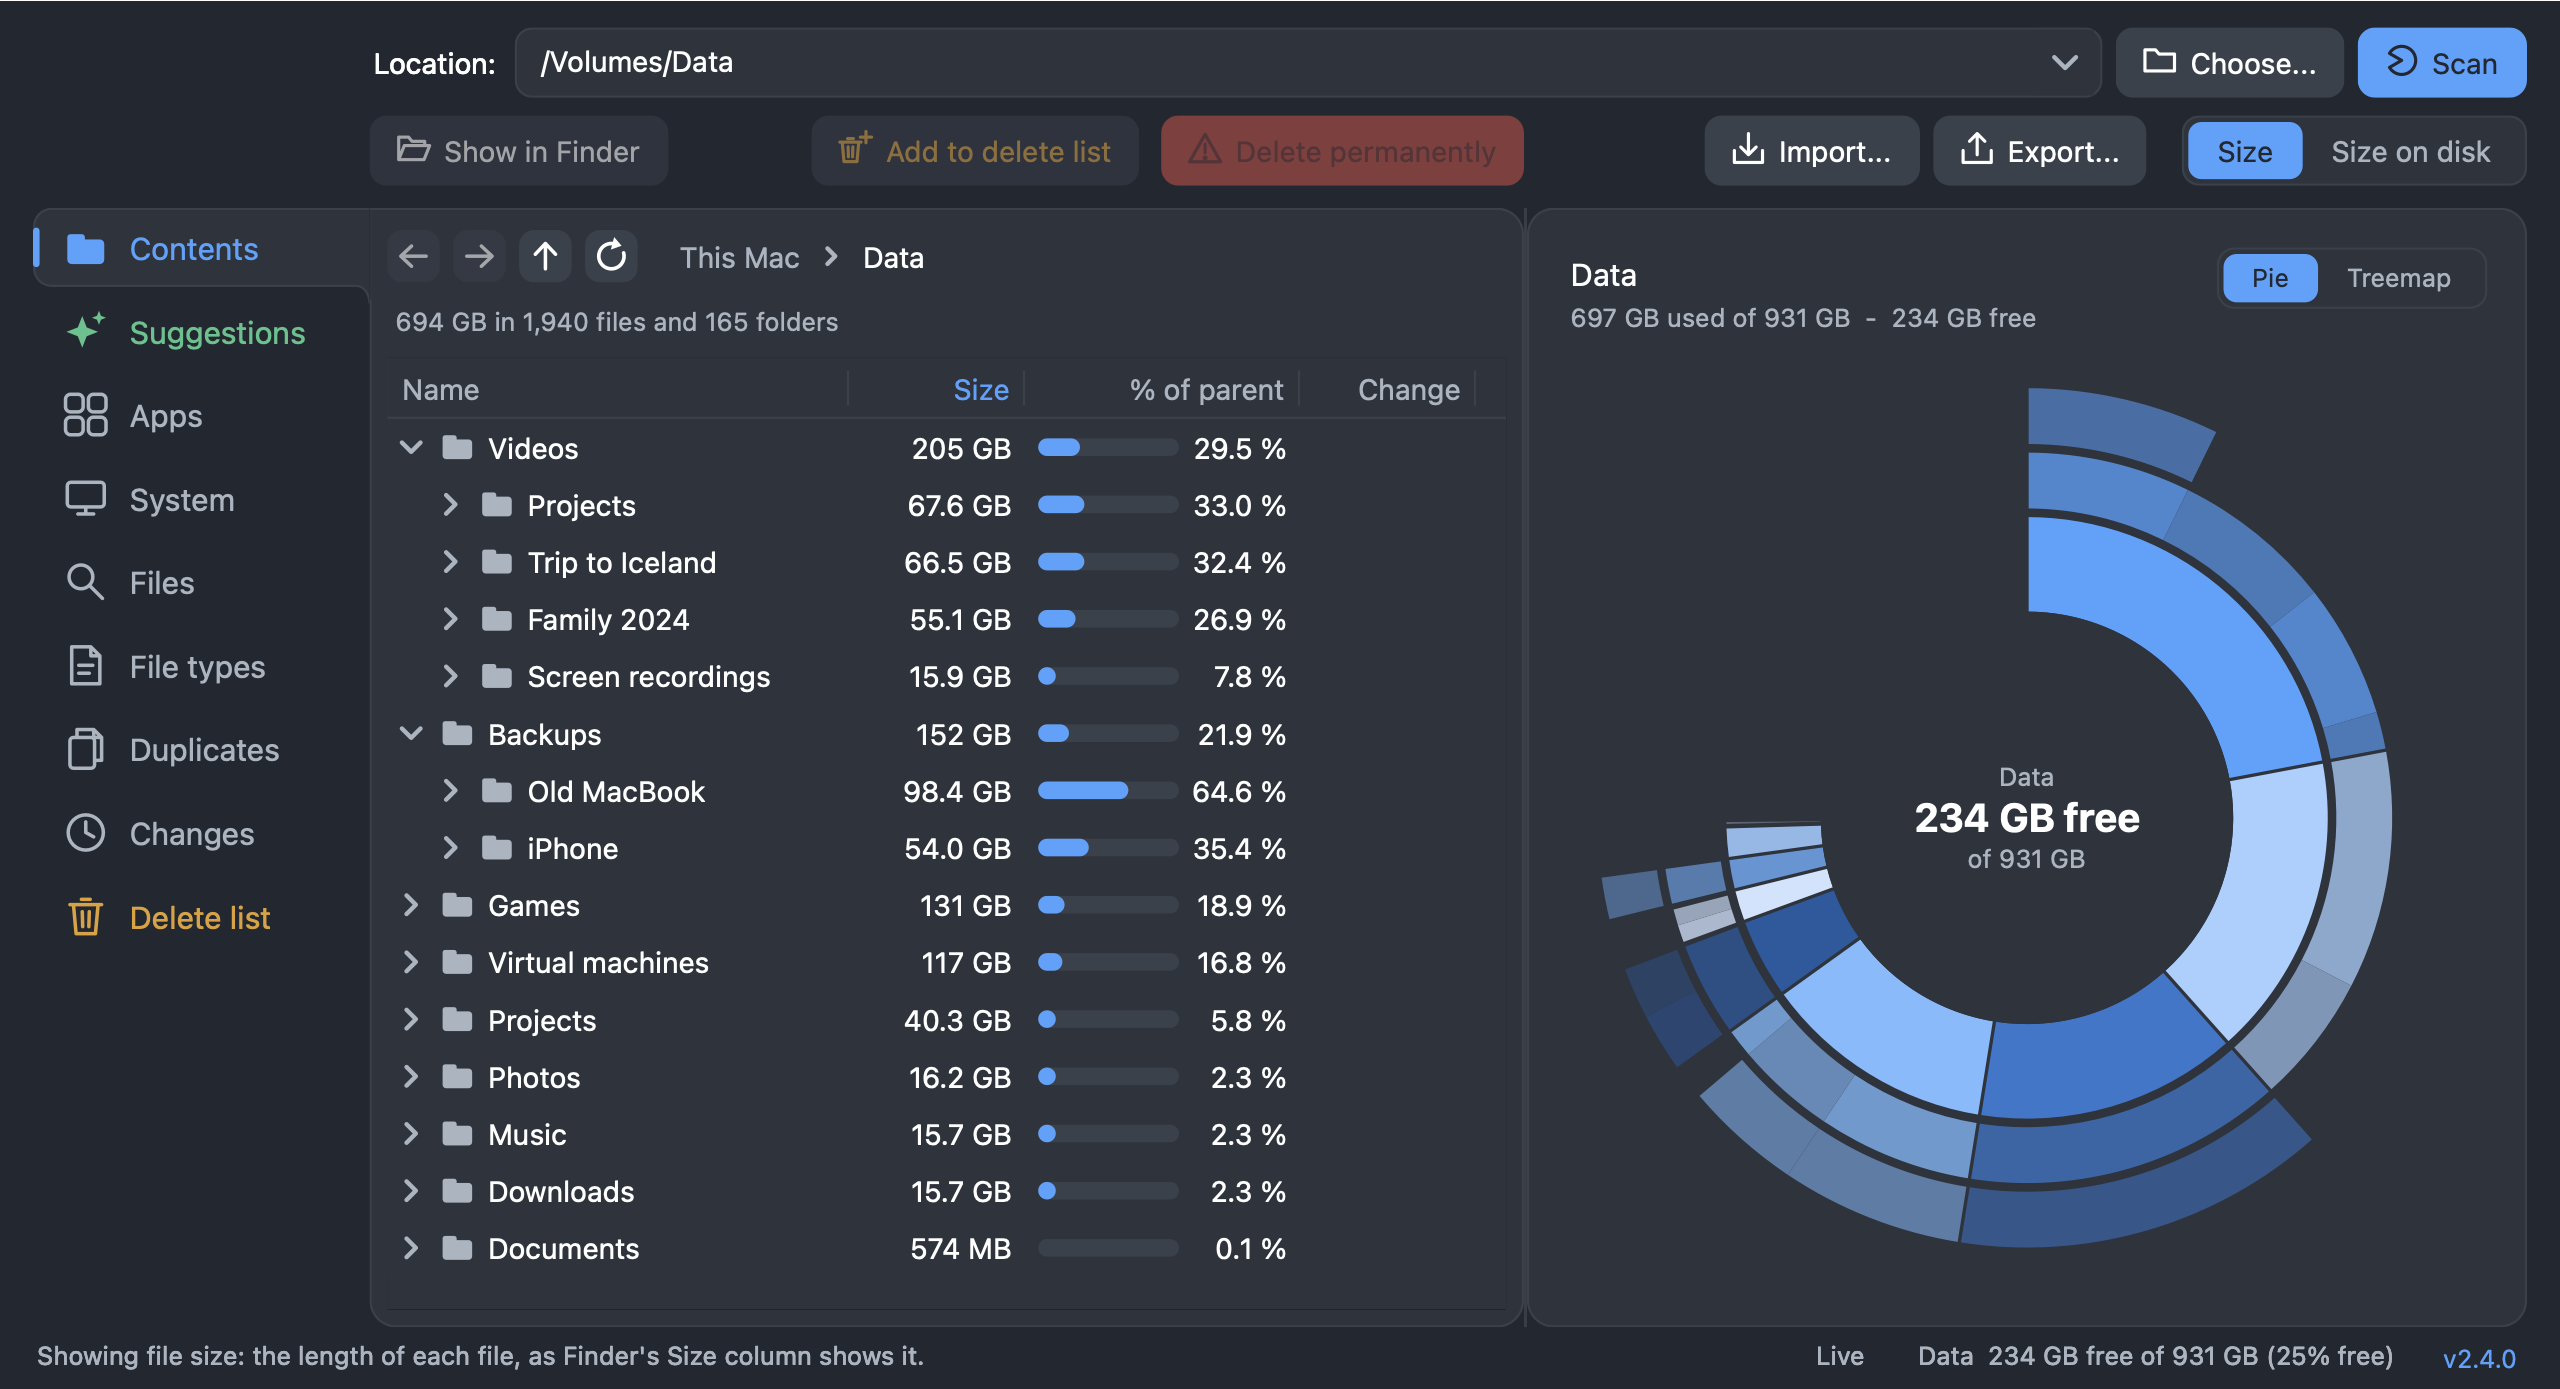 Location: /Volumes/Data Choose... Scan
Show in Finder Add to delete list Delete permanently Import... Export... Size Size on disk
Contents
Suggestions
Apps
System
Files
File types
Duplicates
Changes
Delete list
This Mac > Data
694 GB in 1,940 files and 165 folders
Name Size % of parent Change
Videos 205 GB 29.5 %
Projects 67.6 GB 33.0 %
Trip to Iceland 66.5 GB 32.4 %
Family 2024 55.1 GB 26.9 %
Screen recordings 15.9 GB 7.8 %
Backups 152 GB 21.9 %
Old MacBook 98.4 GB 64.6 %
iPhone 54.0 GB 35.4 %
Games 131 GB 18.9 %
Virtual machines 117 GB 16.8 %
Projects 40.3 GB 5.8 %
Photos 16.2 GB 2.3 %
Music 15.7 GB 2.3 %
Downloads 15.7 GB 2.3 %
Documents 574 MB 0.1 %
Data
697 GB used of 931 GB - 234 GB free
Pie Treemap
Data
234 GB free
of 931 GB
Showing file size: the length of each file, as Finder's Size column shows it.
Live Data 234 GB free of 931 GB (25% free) v2.4.0